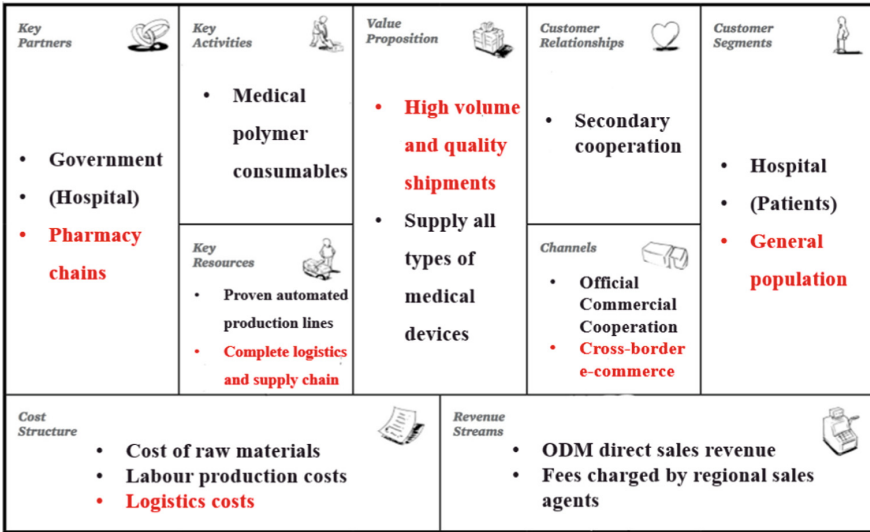 Key
Partners
• Government
• (Hospital)
• Pharmacy
chains
Key
Activities
• Medical
polymer
consumables
Key
Resources
• Proven automated
production lines
• Complete logistics
and supply chain
Value
Proposition
• High volume
and quality
shipments
• Supply all
types of
medical
devices
Customer
Relationships
• Secondary
cooperation
Channels
• Official
Commercial
Cooperation
• Cross-border
e-commerce
Customer
Segments
• Hospital
• (Patients)
• General
population
Cost
Structure
• Cost of raw materials
• Labour production costs
• Logistics costs
Revenue
Streams
• ODM direct sales revenue
• Fees charged by regional sales
agents